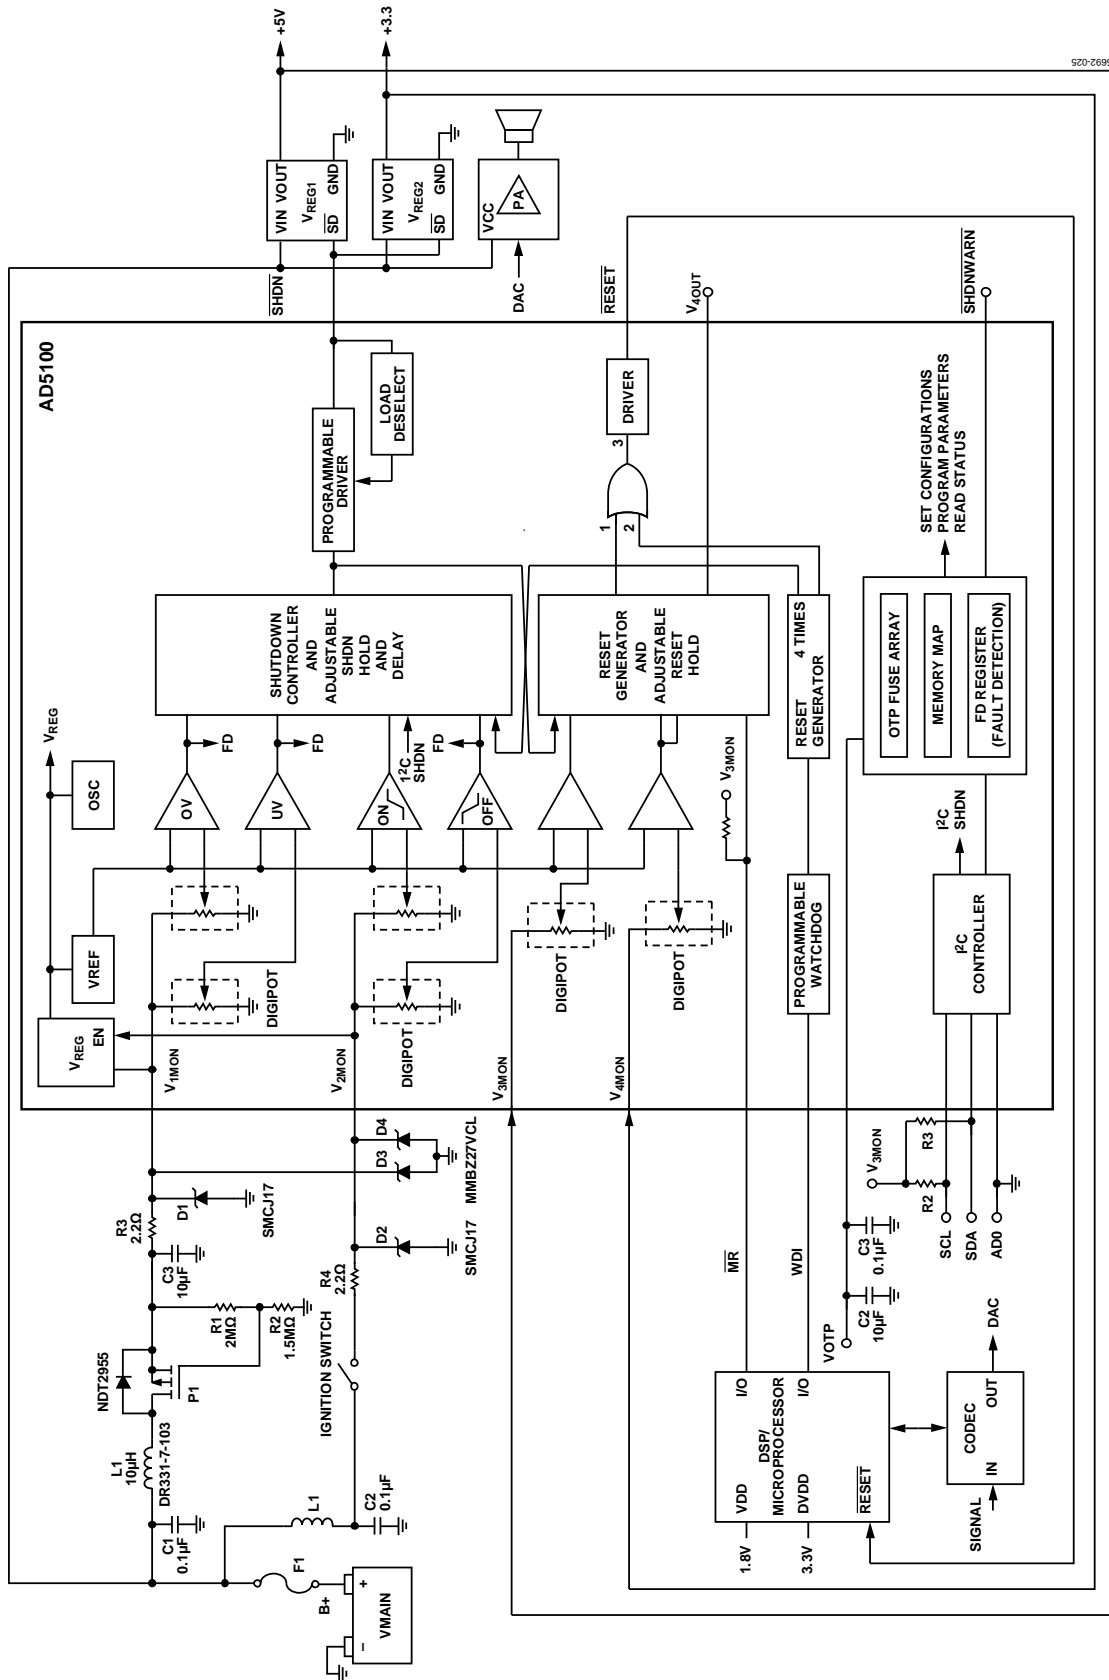 +5V
+3.3
05692-025
VIN VOUT
VREG1
SD GND
VIN VOUT
VREG2
SD GND
VCC
PA
DAC
SHDN
RESET
V4OUT
SHDNWARN
AD5100
LOAD
DESELECT
PROGRAMMABLE
DRIVER
DRIVER
3
1
2
SET CONFIGURATIONS
PROGRAM PARAMETERS
READ STATUS
SHUTDOWN
CONTROLLER
AND
ADJUSTABLE
SHDN
HOLD
AND
DELAY
RESET
GENERATOR
AND
ADJUSTABLE
RESET
HOLD
4 TIMES
RESET
GENERATOR
OTP FUSE ARRAY
MEMORY MAP
FD REGISTER
(FAULT DETECTION)
VREG
OSC
FD
FD
I2C
SHDN
FD
OV
UV
ON
OFF
V3MON
I2C
SHDN
VREF
VREG
EN
DIGIPOT
DIGIPOT
DIGIPOT
DIGIPOT
PROGRAMMABLE
WATCHDOG
I2C
CONTROLLER
V1MON
V2MON
V3MON
V4MON
D4
D3
MMBZ27VCL
D1
SMCJ17
D2
SMCJ17
R3
2.2Ω
C3
10µF
R4
2.2Ω
R1
2MΩ
R2
1.5MΩ
NDT2955
P1
IGNITION SWITCH
L1
10µH
DR331-7-103
C1
0.1µF
L1
C2
0.1µF
F1
B+
+
VMAIN
–
MR
WDI
V3MON
R3
R2
SCL
SDA
AD0
C3
0.1µF
C2
10µF
VOTP
I/O
I/O
DSP/
MICROPROCESSOR
VDD
DVDD
RESET
1.8V
3.3V
DAC
OUT
CODEC
IN
SIGNAL